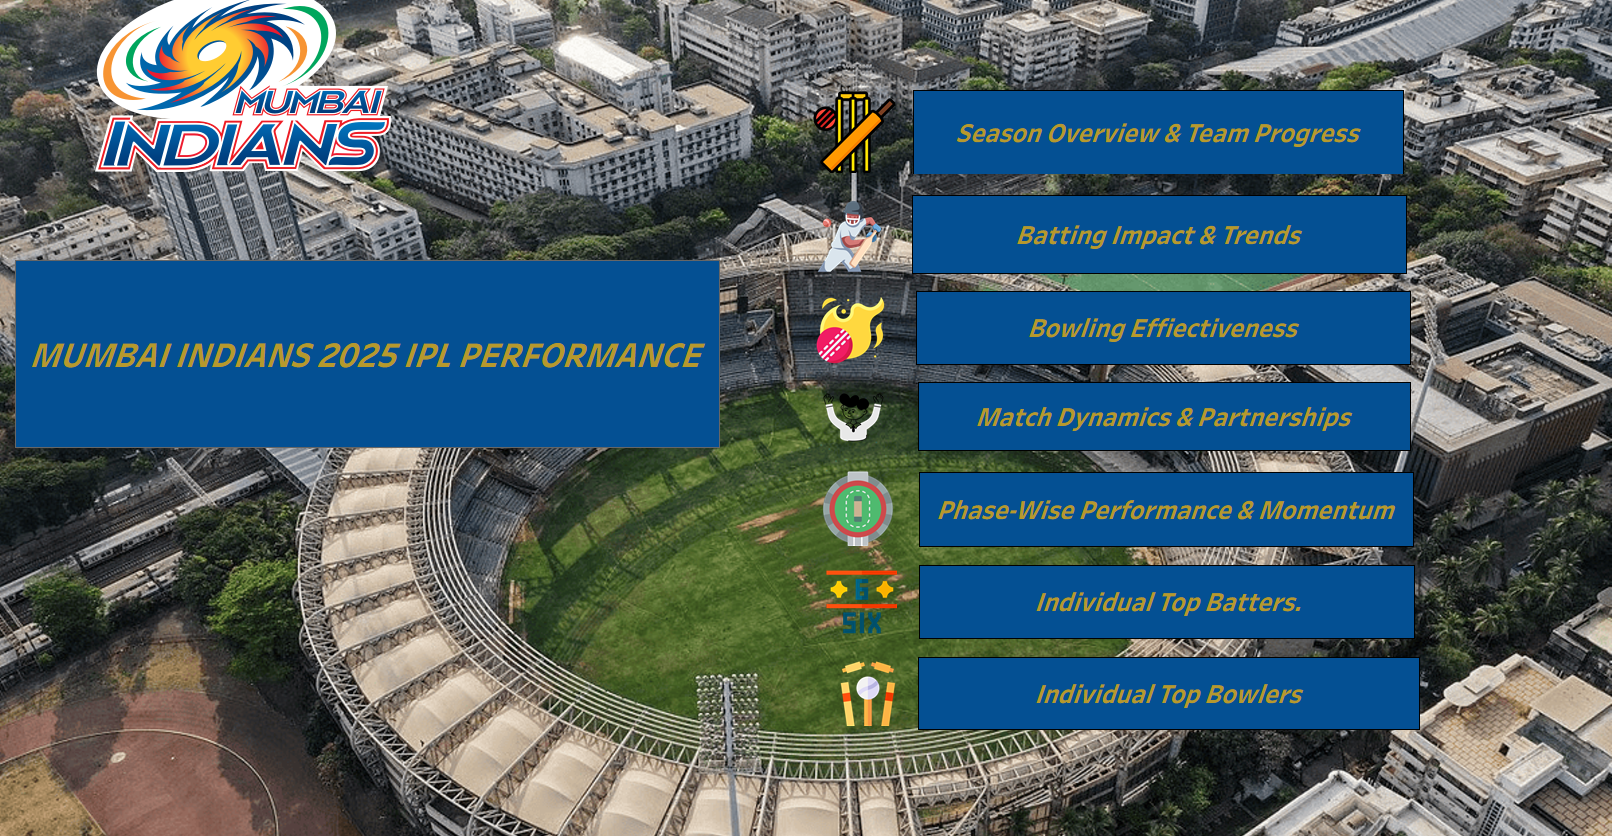 MUMBAI
INDIANS
MUMBAI INDIANS 2025 IPL PERFORMANCE
Season Overview & Team Progress
Batting Impact & Trends
Bowling Effiectiveness
Match Dynamics & Partnerships
Phase-Wise Performance & Momentum
6
SIX
Individual Top Batters.
Individual Top Bowlers